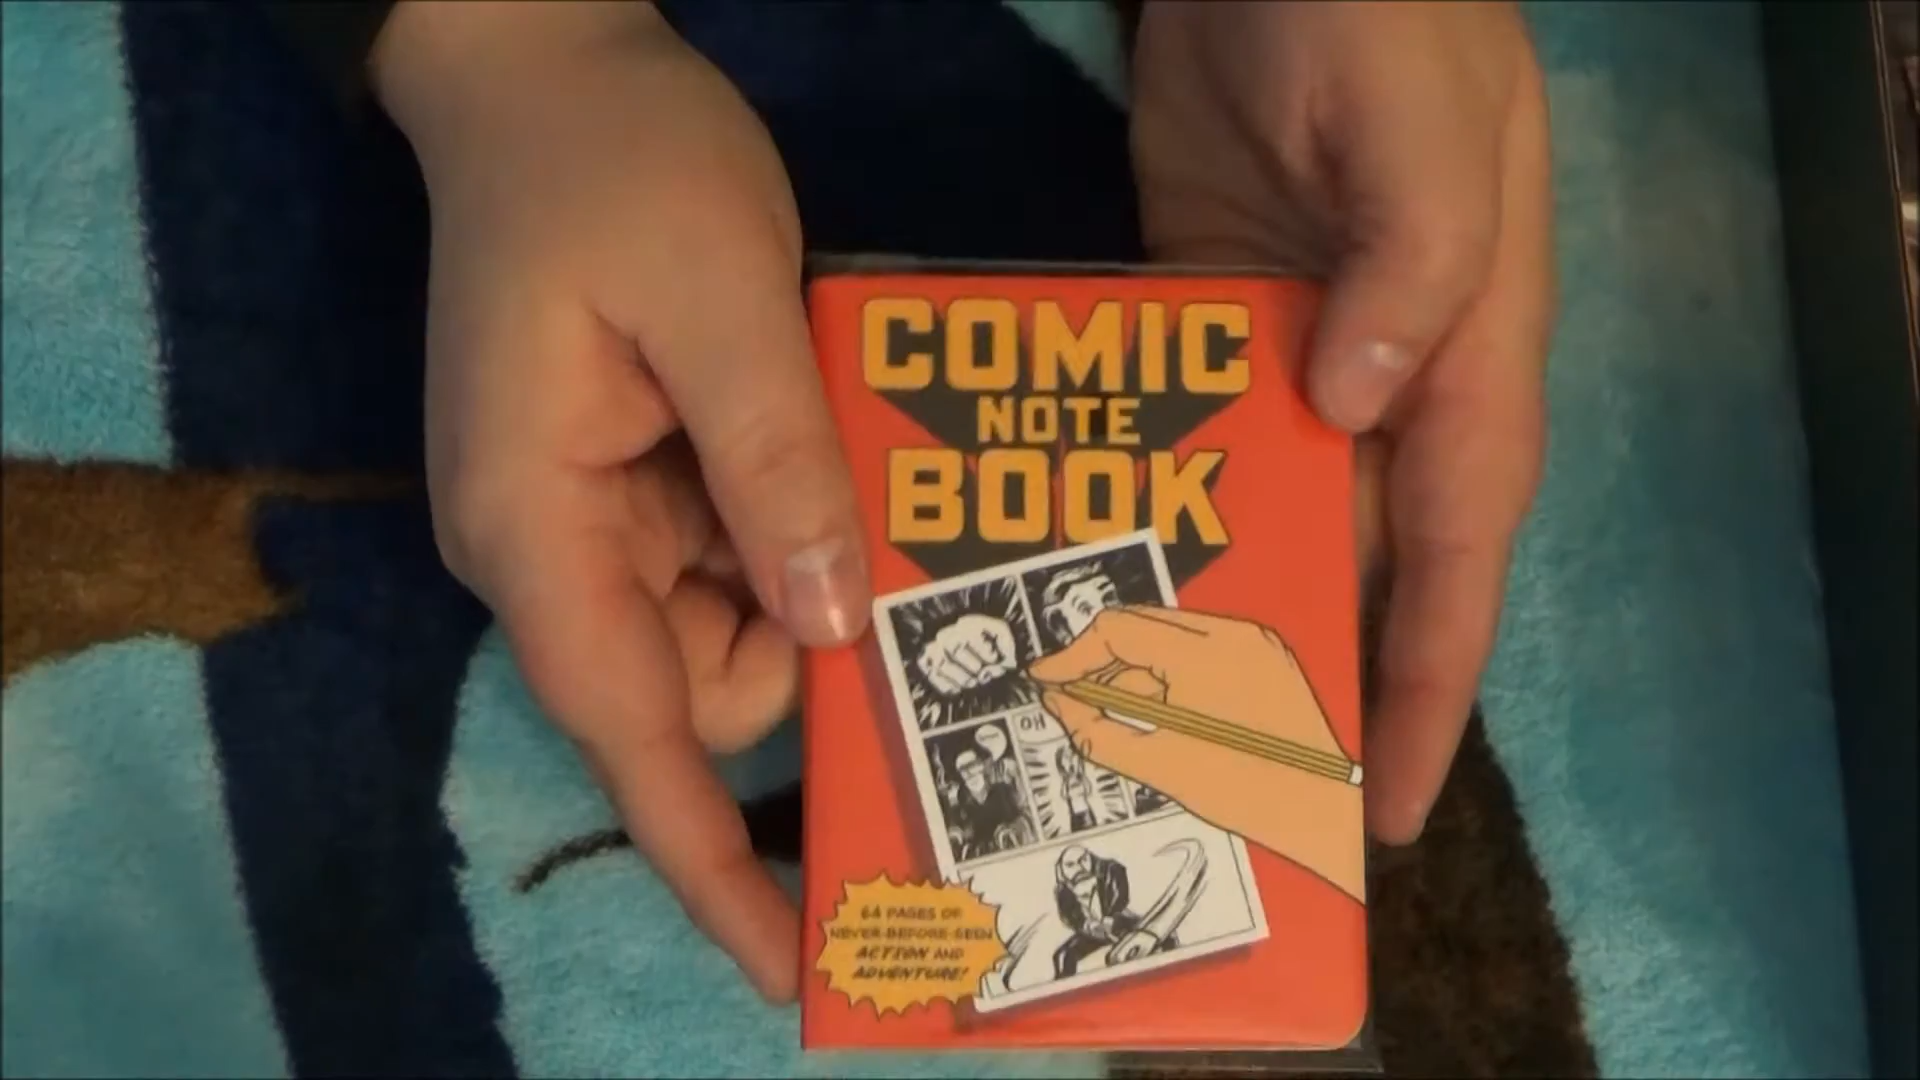 COMIC
NOTE
BOOK
OH
64 PAGES OF
NEVER-BEFORE-SEEN
ACTION AND
ADVENTURE!